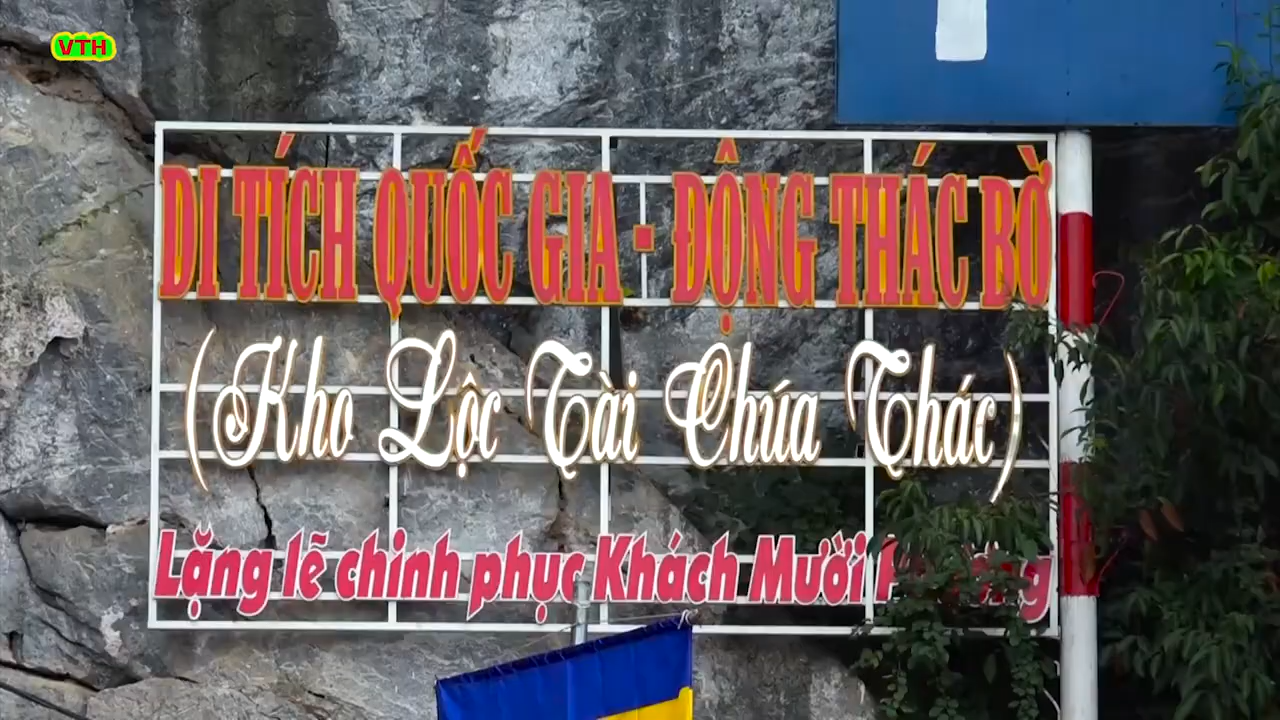 VTH
DI TÍCH QUỐC GIA - ĐỘNG THÁC BỜ
(Kho Lộc Tài Chúa Thác)
Lặng lẽ chinh phục Khách Mười